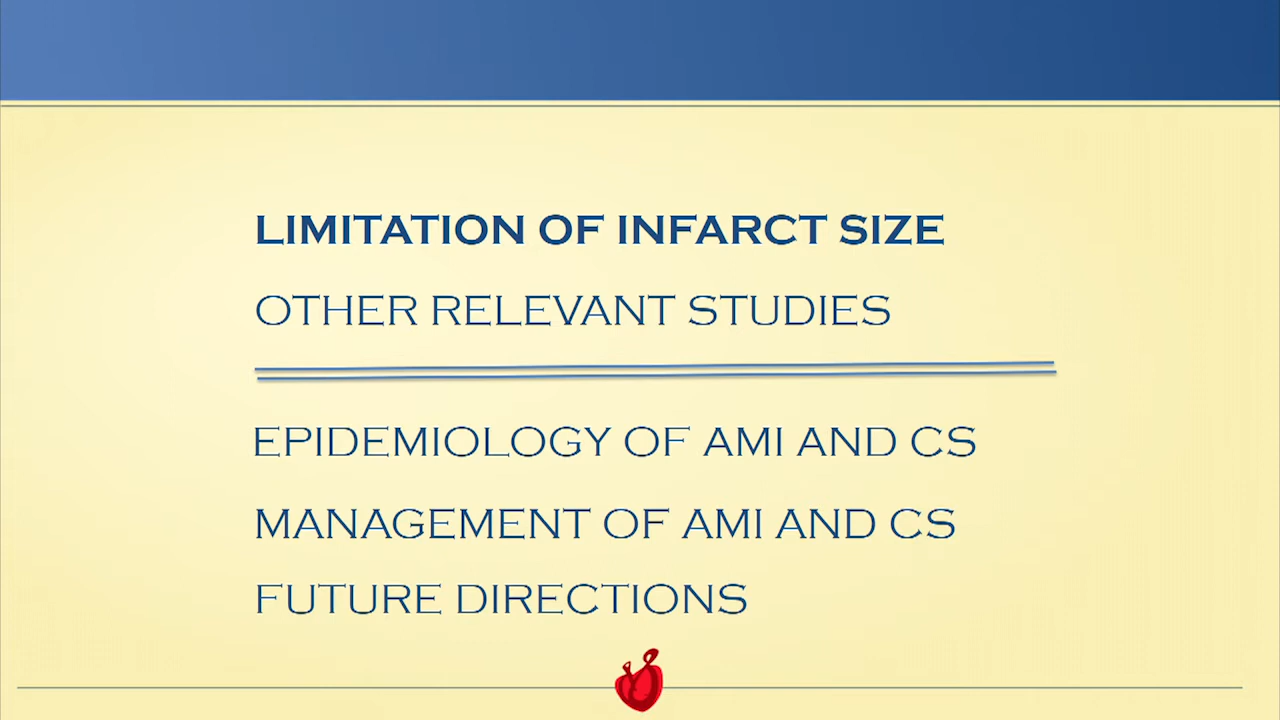 LIMITATION OF INFARCT SIZE
OTHER RELEVANT STUDIES
EPIDEMIOLOGY OF AMI AND CS
MANAGEMENT OF AMI AND CS
FUTURE DIRECTIONS